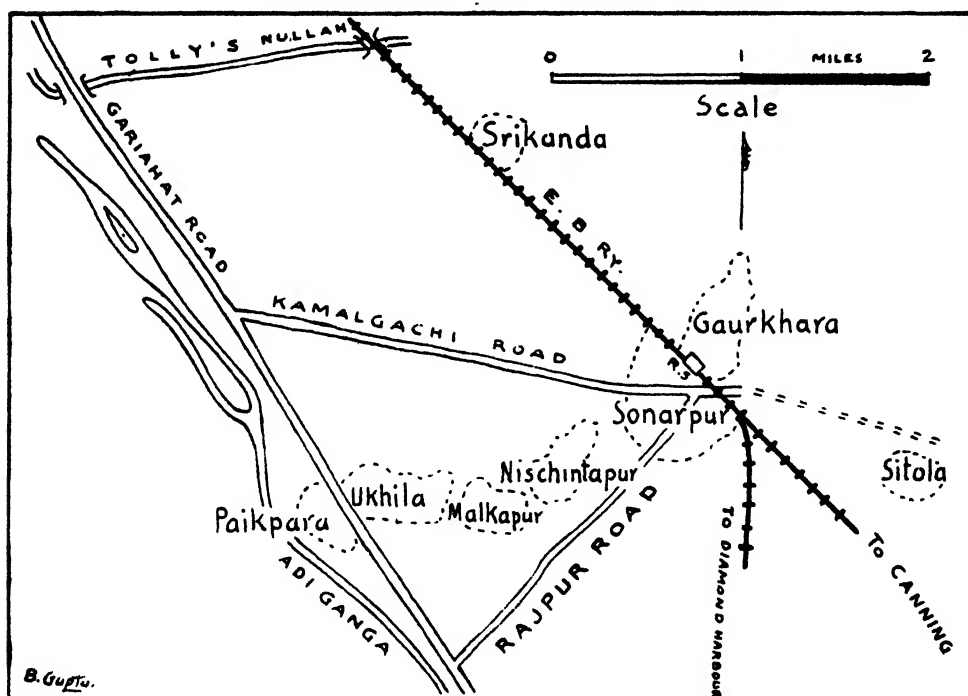 TOLLY'S NULLAH
0 1 MILES 2
Scale
GARIAHAT ROAD
Srikanda
E. B RY.
Gaurkhara
KAMALGACHI ROAD
R.S
Sonarpur
Nischintapur
Sitola
Ukhila
Malkapur
Paikpara
RAJPUR ROAD
ADI GANGA
TO DIAMOND HARBOUR
TO CANNING
B. Gupta.